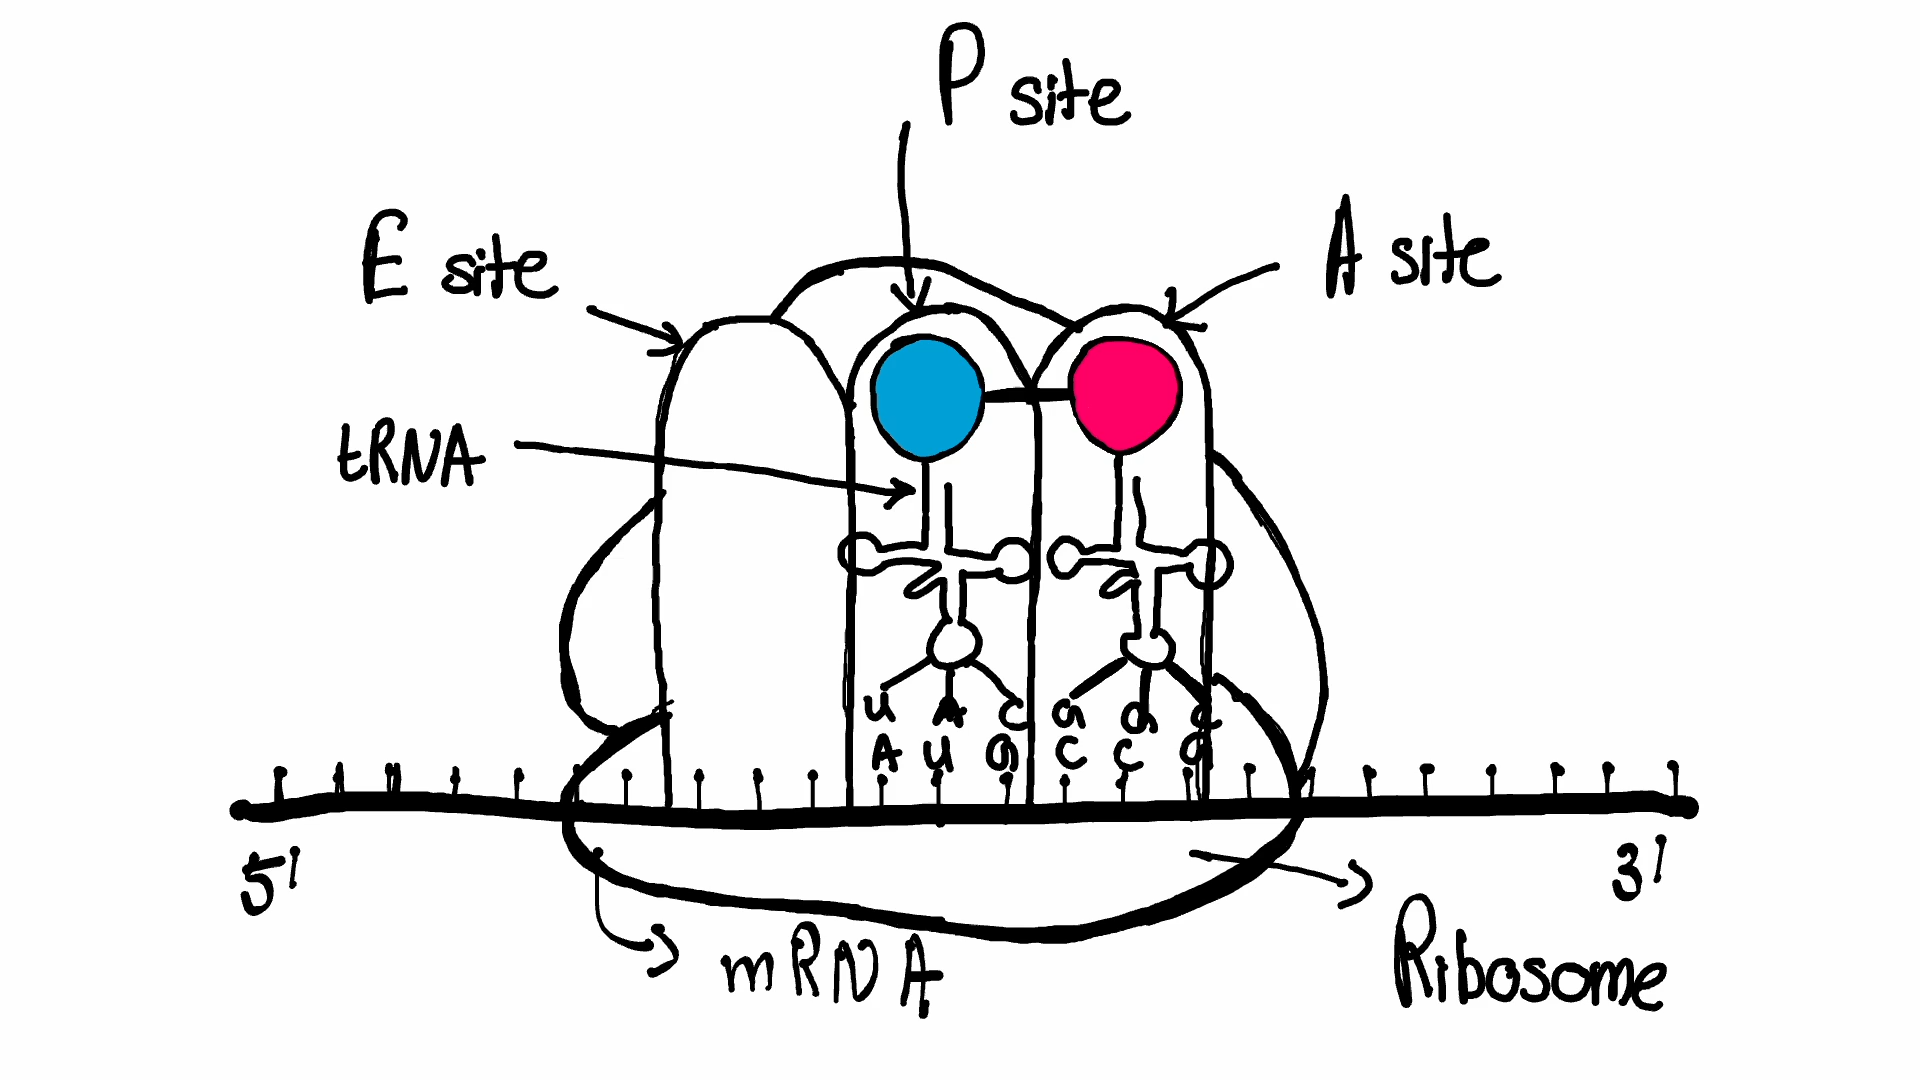 P site
E site
A site
tRNA
U A C G G C
A U G C C G
5'
3'
mRNA
Ribosome